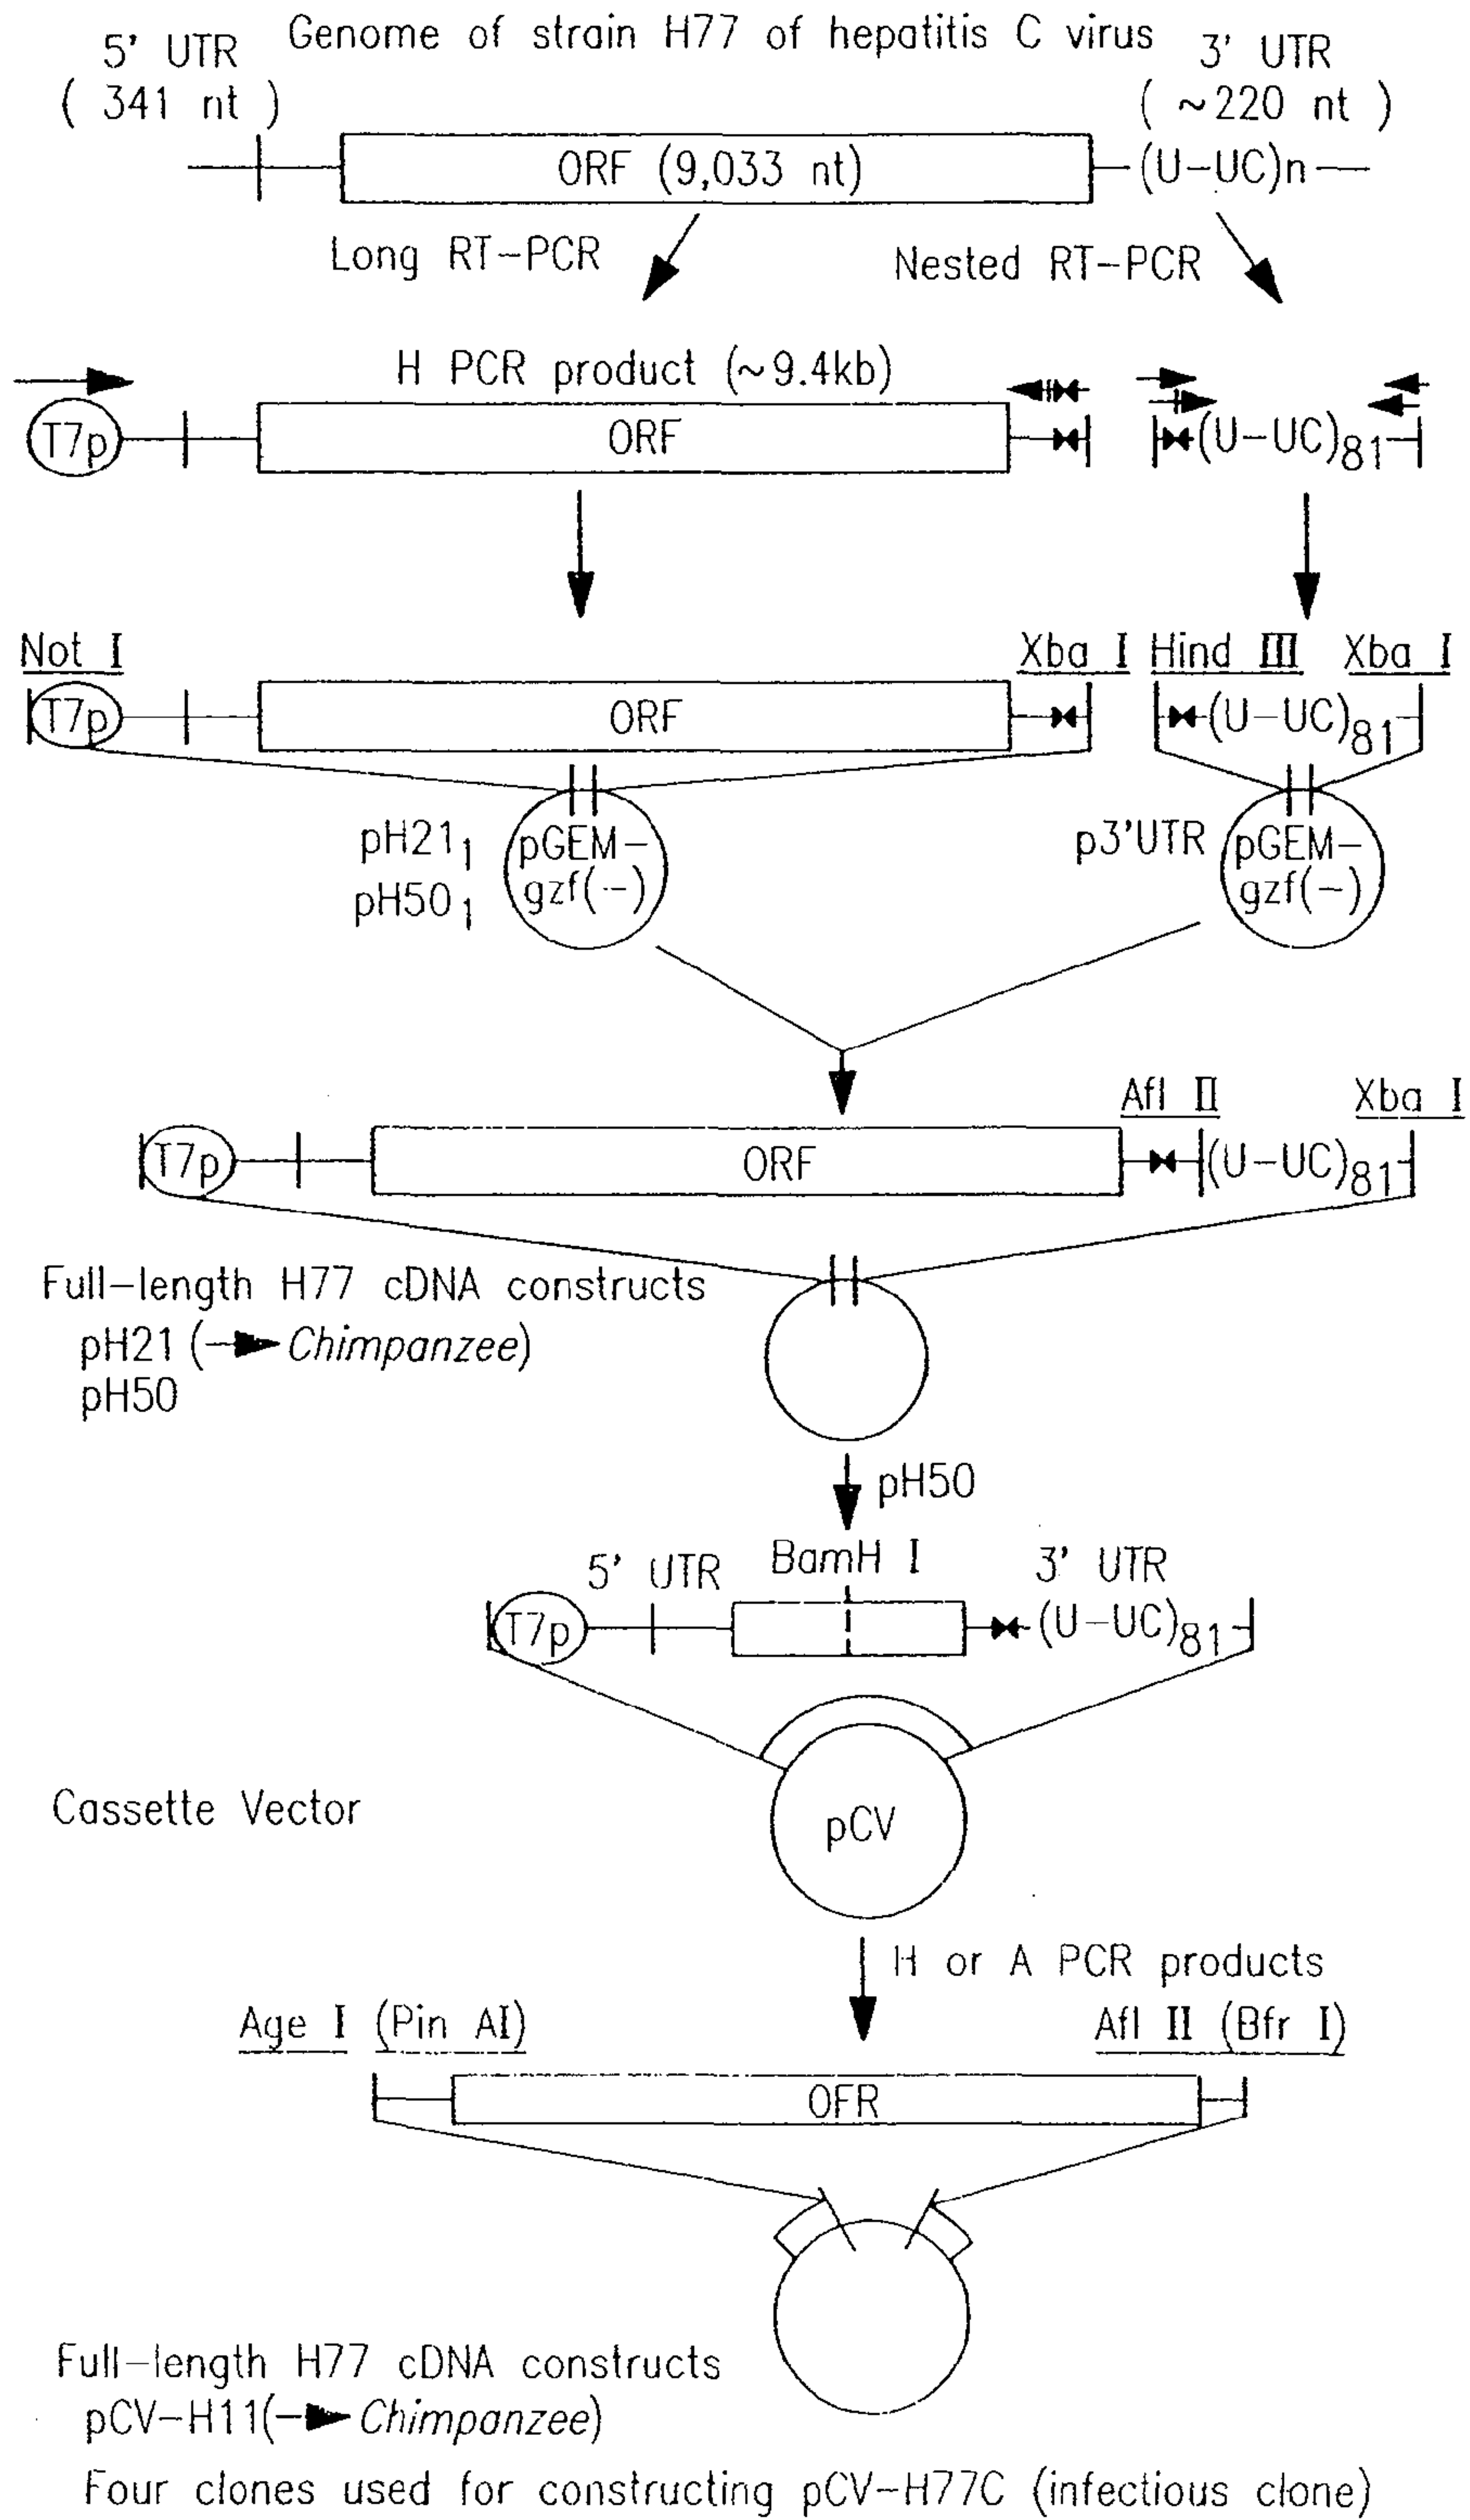 Genome of strain H77 of hepatitis C virus
5' UTR
( 341 nt )
3' UTR
( ~220 nt )
ORF (9,033 nt)
(U-UC)n
Long RT-PCR
Nested RT-PCR
H PCR product (~9.4kb)
T7p
ORF
(U-UC)81
Not I
Xba I
Hind III
Xba I
T7p
ORF
(U-UC)81
pH21₁
pH50₁
pGEM-
gzf(-)
p3'UTR
pGEM-
gzf(-)
Afl II
Xba I
T7p
ORF
(U-UC)81
Full-length H77 cDNA constructs
pH21 (→ Chimpanzee)
pH50
pH50
5' UTR
BamH I
3' UTR
T7p
(U-UC)81
Cassette Vector
pCV
H or A PCR products
Age I (Pin AI)
Afl II (Bfr I)
OFR
Full-length H77 cDNA constructs
pCV-H11(→ Chimpanzee)
Four clones used for constructing pCV-H77C (infectious clone)